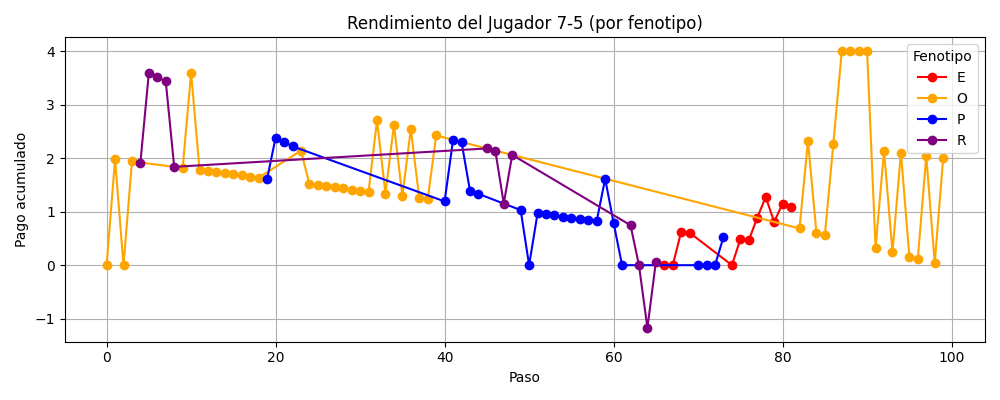 Rendimiento del Jugador 7-5 (por fenotipo)
Pago acumulado
4
3
2
1
0
−1
0
20
40
60
80
100
Paso
Fenotipo
E
O
P
R